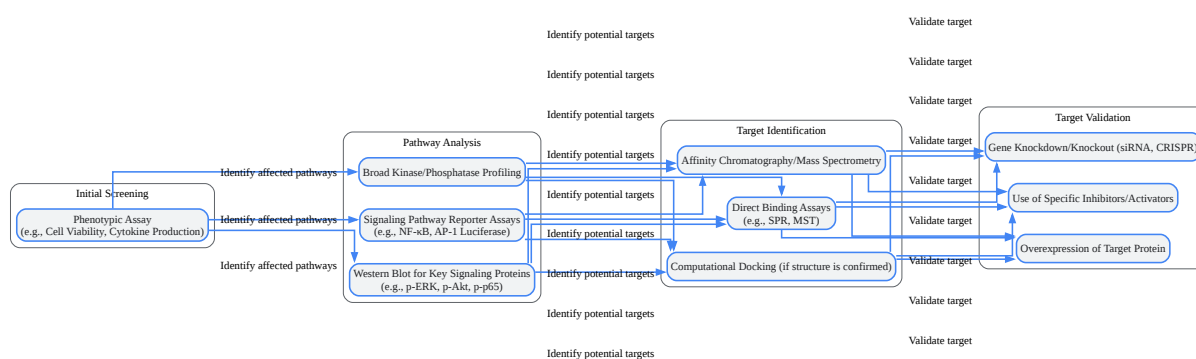 Initial Screening
Phenotypic Assay
(e.g., Cell Viability, Cytokine Production)
Identify affected pathways
Identify affected pathways
Identify affected pathways
Pathway Analysis
Broad Kinase/Phosphatase Profiling
Signaling Pathway Reporter Assays
(e.g., NF-κB, AP-1 Luciferase)
Western Blot for Key Signaling Proteins
(e.g., p-ERK, p-Akt, p-p65)
Identify potential targets
Identify potential targets
Identify potential targets
Identify potential targets
Identify potential targets
Identify potential targets
Identify potential targets
Identify potential targets
Identify potential targets
Target Identification
Affinity Chromatography/Mass Spectrometry
Direct Binding Assays
(e.g., SPR, MST)
Computational Docking (if structure is confirmed)
Validate target
Validate target
Validate target
Validate target
Validate target
Validate target
Validate target
Validate target
Validate target
Target Validation
Gene Knockdown/Knockout (siRNA, CRISPR)
Use of Specific Inhibitors/Activators
Overexpression of Target Protein